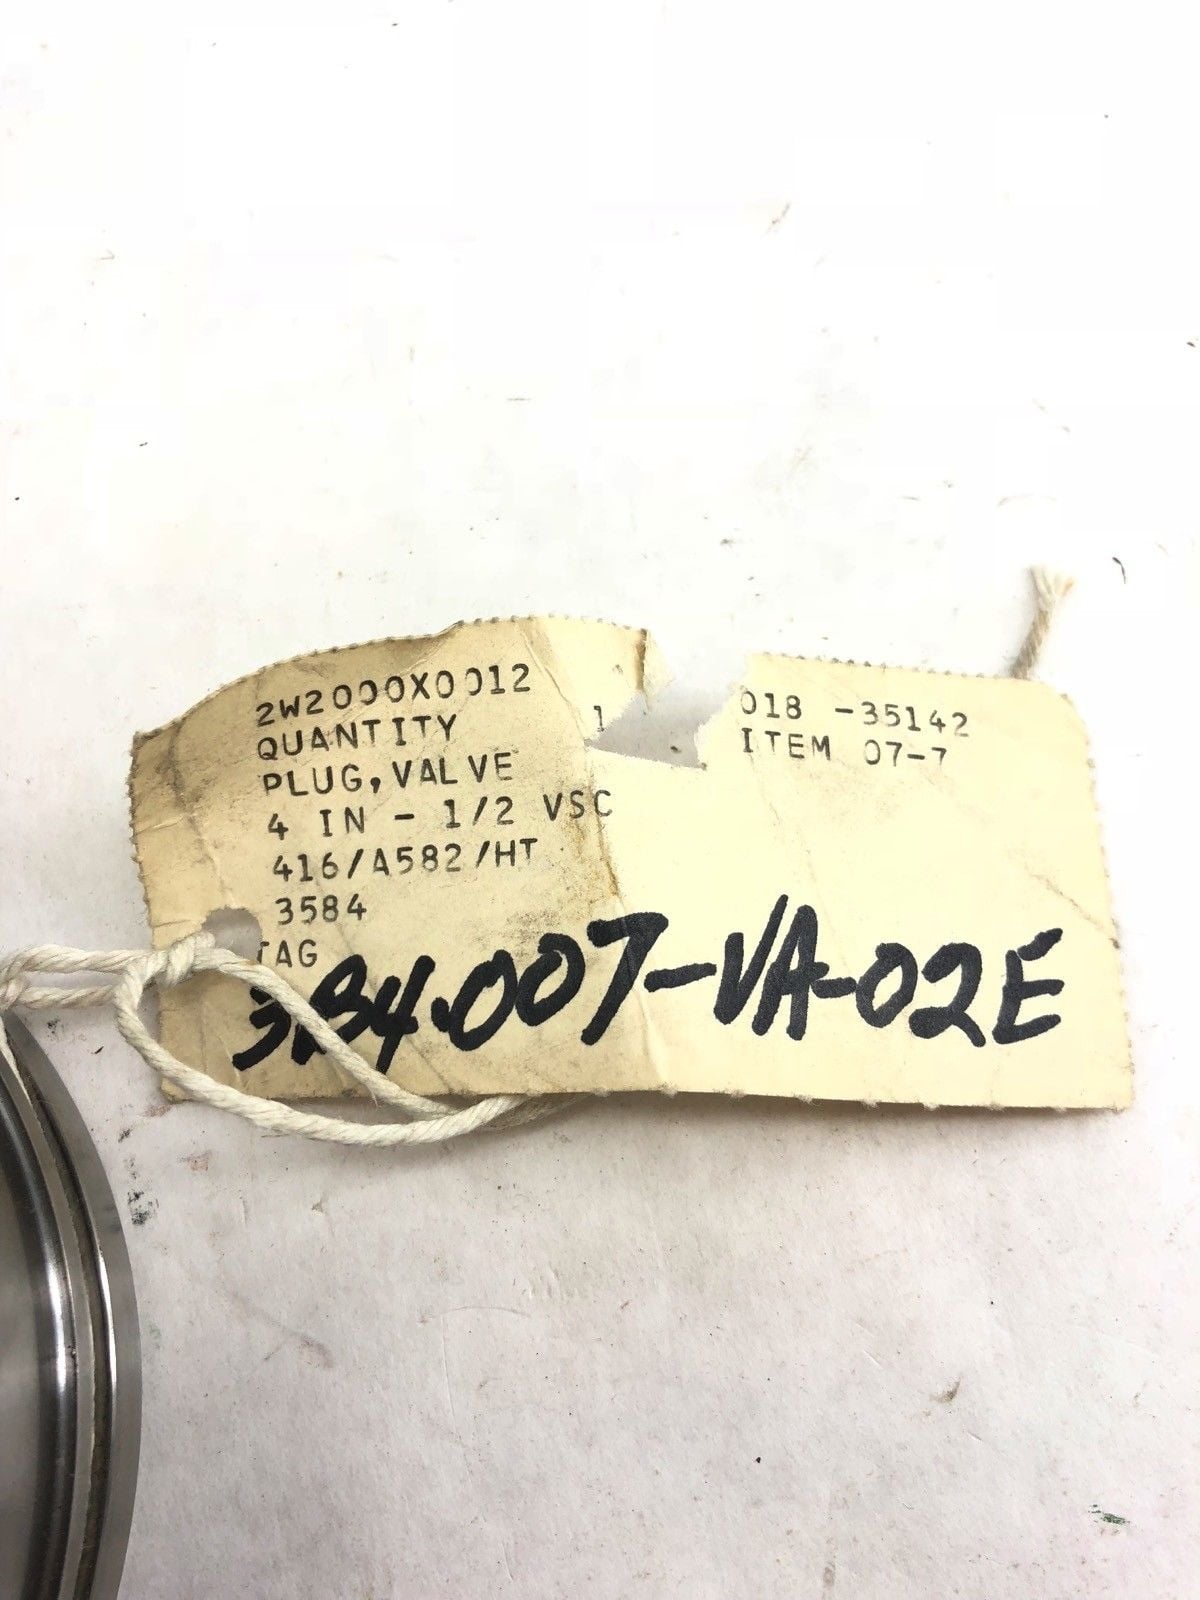 2W2000X0012 018 -35142
QUANTITY 1 ITEM 07-7
PLUG,VALVE
4 IN - 1/2 VSC
416/A582/HT
3584
TAG
3.B4.007-VA-02E